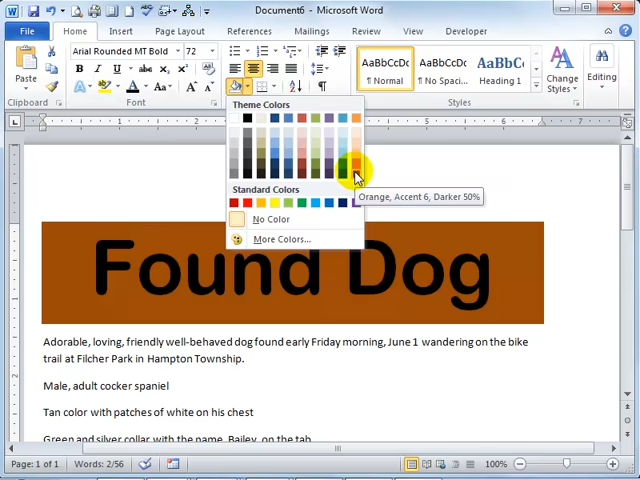 Document6 - Microsoft Word
File Home Insert Page Layout References Mailings Review View Developer
Arial Rounded MT Bold 72
AaBbCcI AaBbCcI AaBbC
¶ Normal ¶ No Spaci... Heading 1
Paste Change Styles Editing
Clipboard Font Styles
Theme Colors
Standard Colors
Orange, Accent 6, Darker 50%
No Color
More Colors...
Found Dog
Adorable, loving, friendly well-behaved dog found early Friday morning, June 1 wandering on the bike
trail at Filcher Park in Hampton Township.
Male, adult cocker spaniel
Tan color with patches of white on his chest
Green and silver collar with the name, Bailey, on the tab
Page: 1 of 1 Words: 2/56 100%